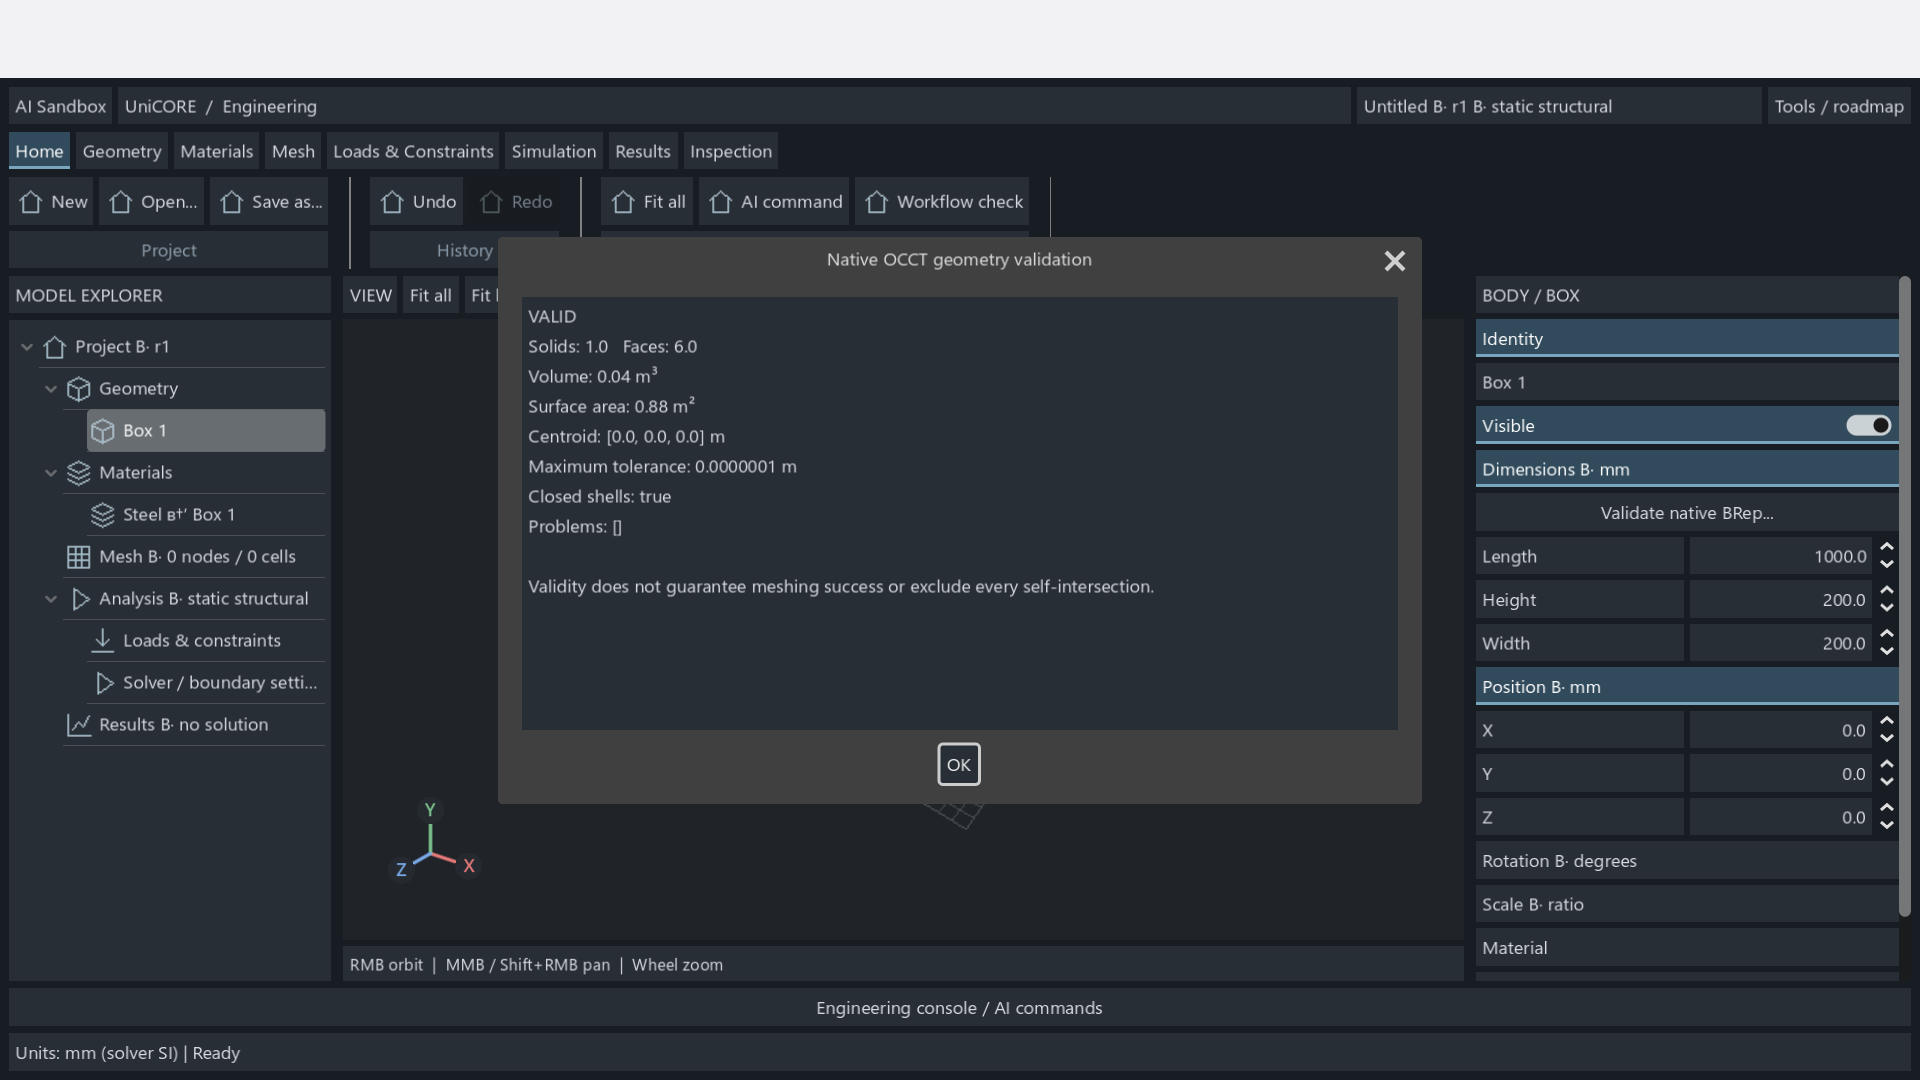 AI Sandbox
UniCORE / Engineering
Untitled В· r1 В· static structural
Tools / roadmap
Home
Geometry
Materials
Mesh
Loads & Constraints
Simulation
Results
Inspection
New
Open...
Save as...
Undo
Redo
Fit all
AI command
Workflow check
Project
History
Native OCCT geometry validation
MODEL EXPLORER
VIEW
Fit all
Fit
BODY / BOX
VALID
Solids: 1.0 Faces: 6.0
Volume: 0.04 m³
Surface area: 0.88 m²
Centroid: [0.0, 0.0, 0.0] m
Maximum tolerance: 0.0000001 m
Closed shells: true
Problems: []
Validity does not guarantee meshing success or exclude every self-intersection.
OK
Project В· r1
Geometry
Box 1
Materials
Steel в†’ Box 1
Mesh В· 0 nodes / 0 cells
Analysis В· static structural
Loads & constraints
Solver / boundary setti...
Results В· no solution
Identity
Box 1
Visible
Dimensions В· mm
Validate native BRep...
Length 1000.0
Height 200.0
Width 200.0
Position В· mm
X 0.0
Y 0.0
Z 0.0
Rotation В· degrees
Scale В· ratio
Material
Y
Z
X
RMB orbit | MMB / Shift+RMB pan | Wheel zoom
Engineering console / AI commands
Units: mm (solver SI) | Ready